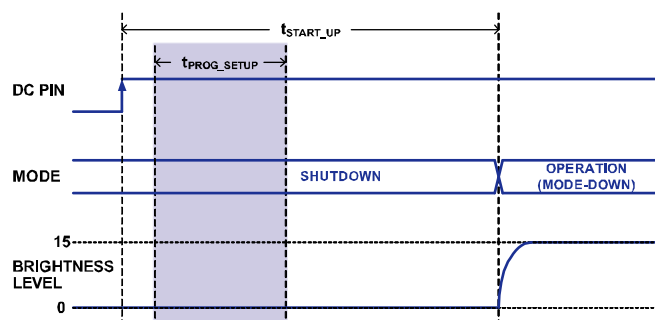 tSTART_UP
tPROG_SETUP
DC PIN
MODE
SHUTDOWN
OPERATION
(MODE-DOWN)
15
BRIGHTNESS
LEVEL
0